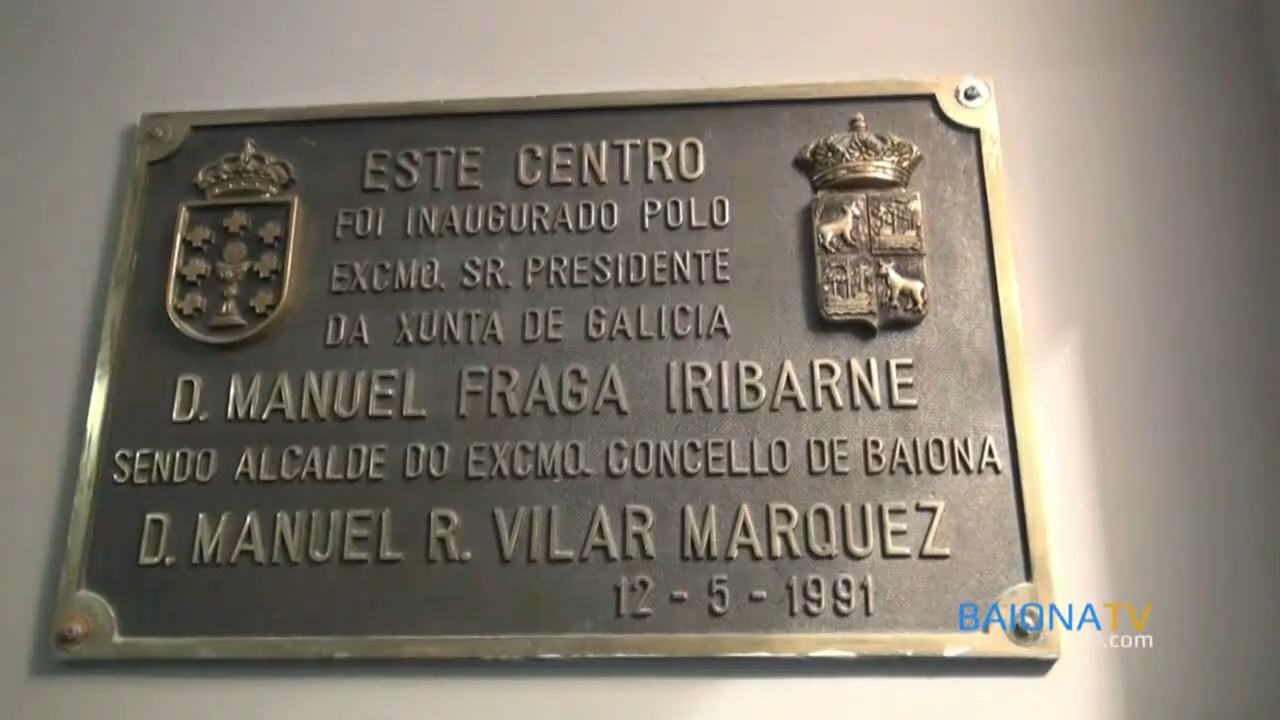 ESTE CENTRO
FOI INAUGURADO POLO
EXCMO. SR. PRESIDENTE
DA XUNTA DE GALICIA
D. MANUEL FRAGA IRIBARNE
SENDO ALCALDE DO EXCMO. CONCELLO DE BAIONA
D. MANUEL R. VILAR MARQUEZ
12 - 5 - 1991
BAIONATV
.com